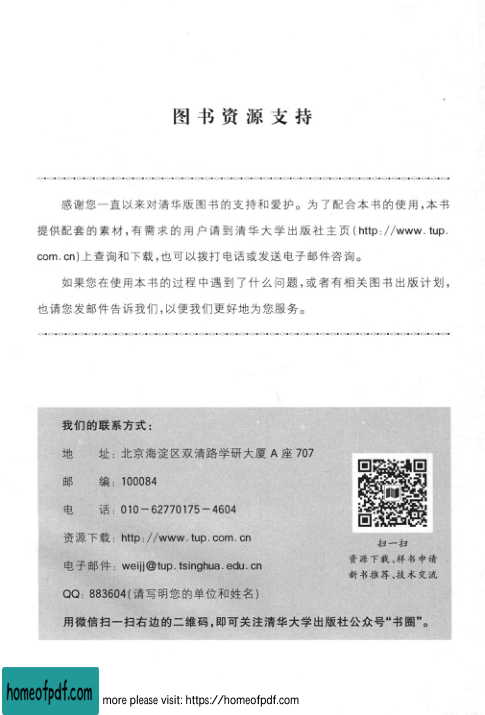 图书资源支持
感谢您一直以来对清华版图书的支持和爱护。为了配合本书的使用,本书
提供配套的素材,有需求的用户请到清华大学出版社主页(http://www.tup.
com.cn)上查询和下载,也可以拨打电话或发送电子邮件咨询。
如果您在使用本书的过程中遇到了什么问题,或者有相关图书出版计划,
也请您发邮件告诉我们,以便我们更好地为您服务。
我们的联系方式:
地 址:北京海淀区双清路学研大厦 A 座 707
邮 编:100084
电 话:010-62770175-4604
资源下载:http://www.tup.com.cn
电子邮件:weijj@tup.tsinghua.edu.cn
QQ:883604(请写明您的单位和姓名)
扫一扫
资源下载、样书申请
新书推荐、技术交流
用微信扫一扫右边的二维码,即可关注清华大学出版社公众号“书圈”。
homeofpdf.com
more please visit: https://homeofpdf.com